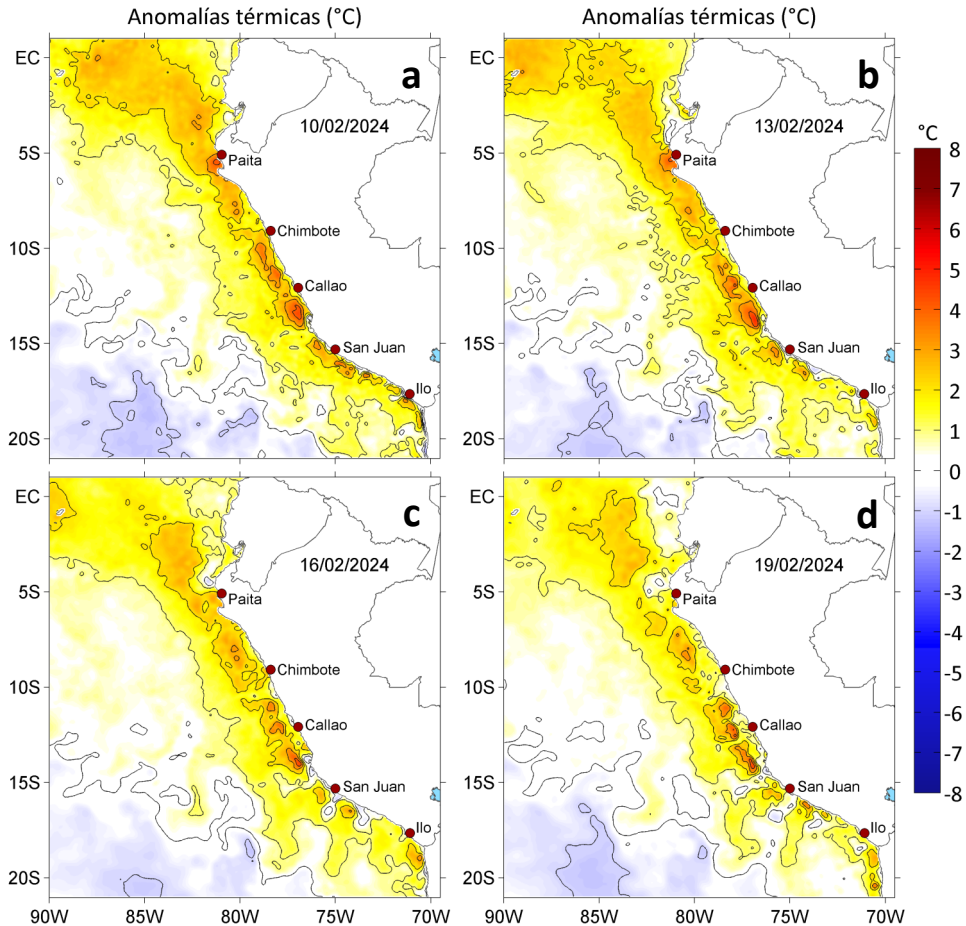 Anomalías térmicas (°C)
Anomalías térmicas (°C)
EC
5S
10S
15S
20S
a
10/02/2024
Paita
Chimbote
Callao
San Juan
Ilo
EC
5S
10S
15S
20S
b
13/02/2024
Paita
Chimbote
Callao
San Juan
Ilo
°C
8
7
6
5
4
3
2
1
0
-1
-2
-3
-4
-5
-6
-7
-8
EC
5S
10S
15S
20S
c
16/02/2024
Paita
Chimbote
Callao
San Juan
Ilo
90W
85W
80W
75W
70W
EC
5S
10S
15S
20S
d
19/02/2024
Paita
Chimbote
Callao
San Juan
Ilo
90W
85W
80W
75W
70W